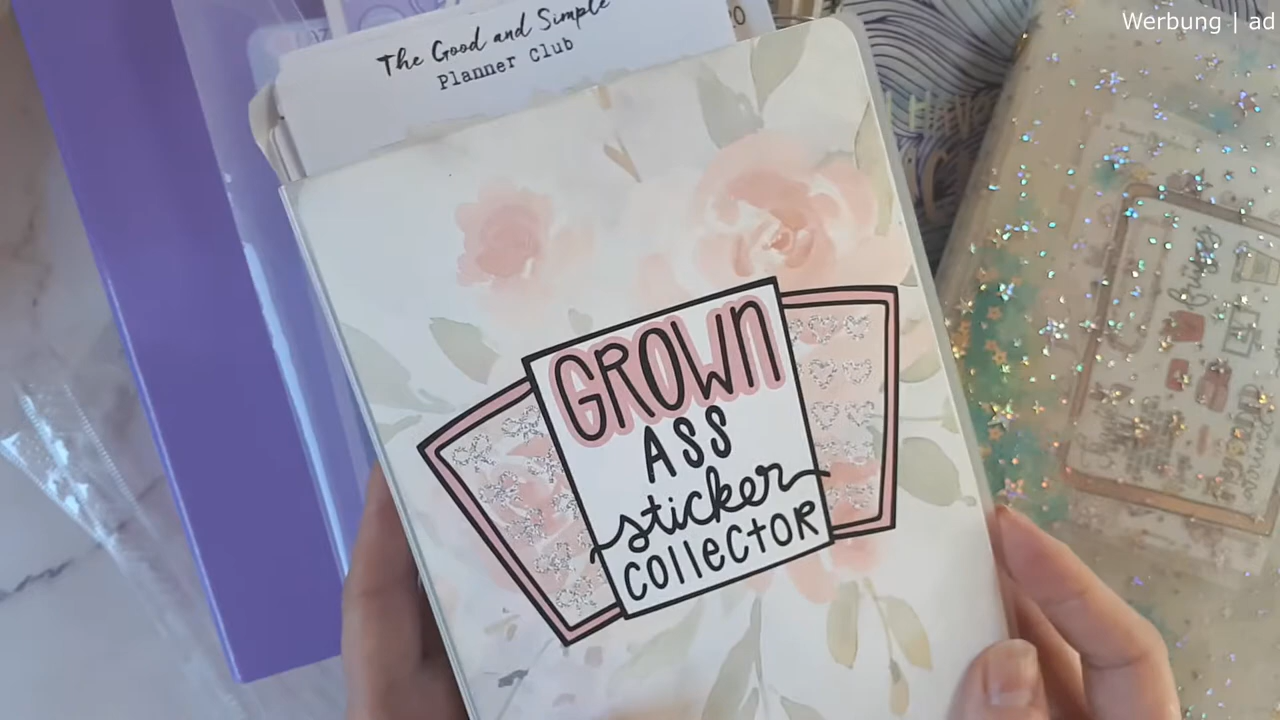 Werbung | ad
The Good and Simple
Planner Club
GROWN
ASS
sticker
COLLECTOR